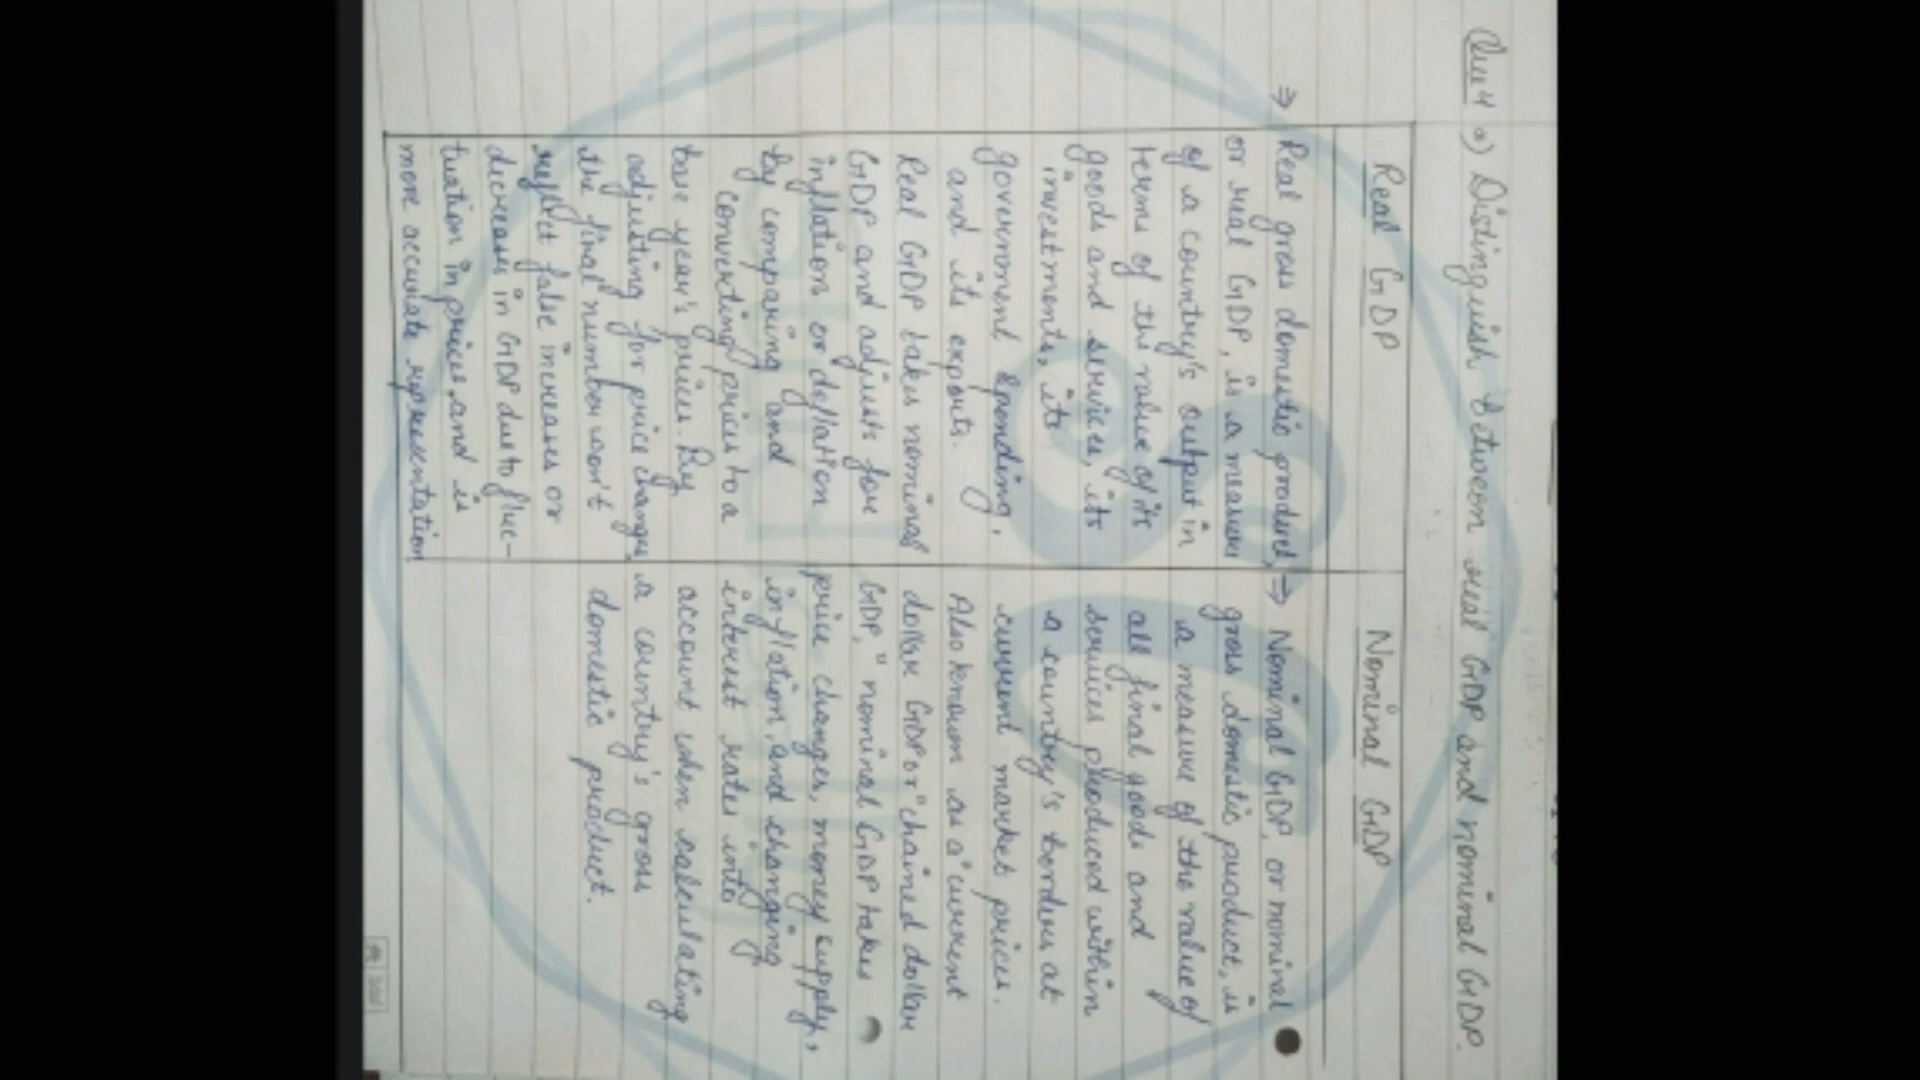 Que 4 a) Distinguish between real GDP and nominal GDP.
Real GDP
⇒ Real gross domestic product,
or real GDP, is a measure
of a country's output in
terms of the value of its
goods and services, its
investments, its
government spending,
and its exports.
Real GDP takes nominal
GDP and adjusts for
inflation or deflation
by comparing and
converting prices to a
base year's prices. By
adjusting for price changes,
the final number won't
reflect false increases or
decreases in GDP due to fluc-
tuation in prices, and is
more accurate representation
Nominal GDP
⇒ Nominal GDP, or nominal
gross domestic product, is
a measure of the value of
all final goods and
services produced within
a country's borders at
current market prices.
Also known as a "current
dollar GDP or "chained dollar
GDP," nominal GDP takes
price changes, money supply,
inflation, and changing
interest rates into
account when calculating
a country's gross
domestic product.